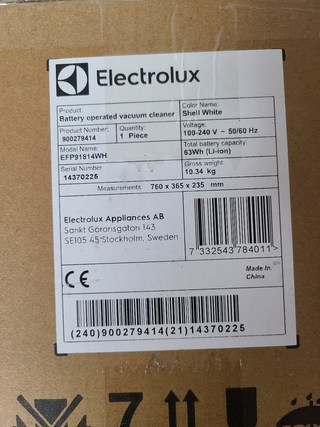 Electrolux
Product:
Battery operated vacuum cleaner
Color Name:
Shell White
Product Number:
900279414
Quantity:
1 Piece
Voltage:
100-240 V ~ 50/60 Hz
Model Name:
EFP91814WH
Total battery capacity:
63Wh (Li-ion)
Serial Number
14370225
Gross weight
10.34 kg
Measurements: 760 x 365 x 235 mm
Electrolux Appliances AB
Sankt Göransgatan 143
SE105 45 Stockholm, Sweden
7 332543 784011 >
CE
Made In:
China
(240)900279414(21)14370225
7